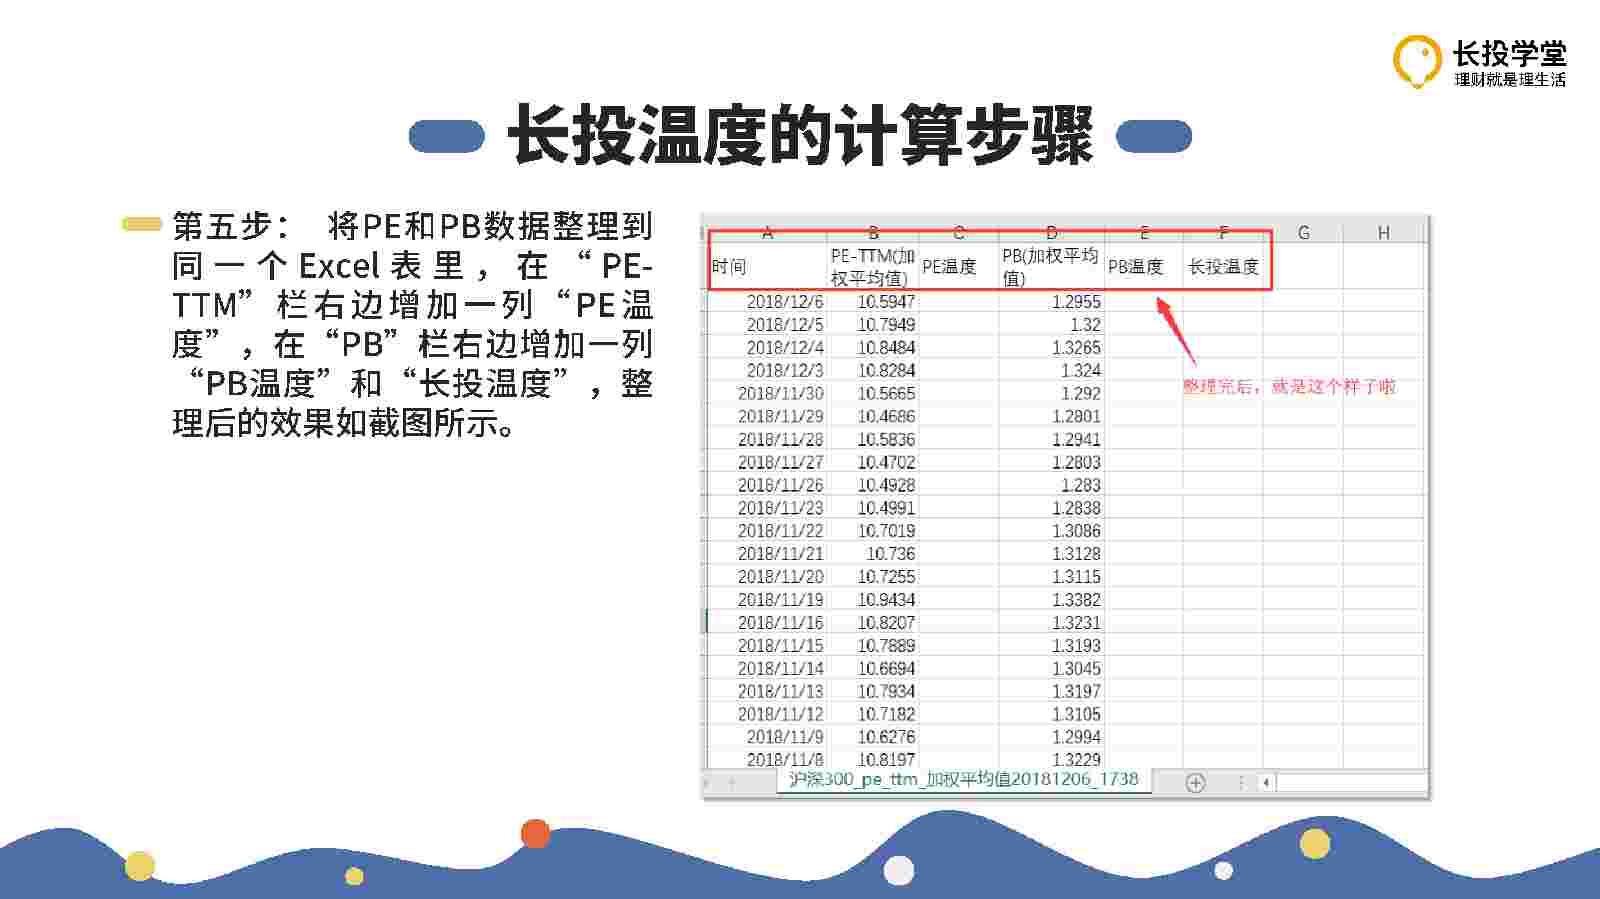 长投学堂
理财就是理生活
长投温度的计算步骤
第五步： 将PE和PB数据整理到
同一个Excel表里，在“PE-
TTM”栏右边增加一列“PE温
度”，在“PB”栏右边增加一列
“PB温度”和“长投温度”，整
理后的效果如截图所示。
A B C D E F G H
时间 PE-TTM(加权平均值) PE温度 PB(加权平均值) PB温度 长投温度
2018/12/6 10.5947 1.2955
2018/12/5 10.7949 1.32
2018/12/4 10.8484 1.3265
2018/12/3 10.8284 1.324
2018/11/30 10.5665 1.292
2018/11/29 10.4686 1.2801
2018/11/28 10.5836 1.2941
2018/11/27 10.4702 1.2803
2018/11/26 10.4928 1.283
2018/11/23 10.4991 1.2838
2018/11/22 10.7019 1.3086
2018/11/21 10.736 1.3128
2018/11/20 10.7255 1.3115
2018/11/19 10.9434 1.3382
2018/11/16 10.8207 1.3231
2018/11/15 10.7889 1.3193
2018/11/14 10.6694 1.3045
2018/11/13 10.7934 1.3197
2018/11/12 10.7182 1.3105
2018/11/9 10.6276 1.2994
2018/11/8 10.8197 1.3229
整理完后，就是这个样子啦
沪深300_pe_ttm_加权平均值20181206_1738